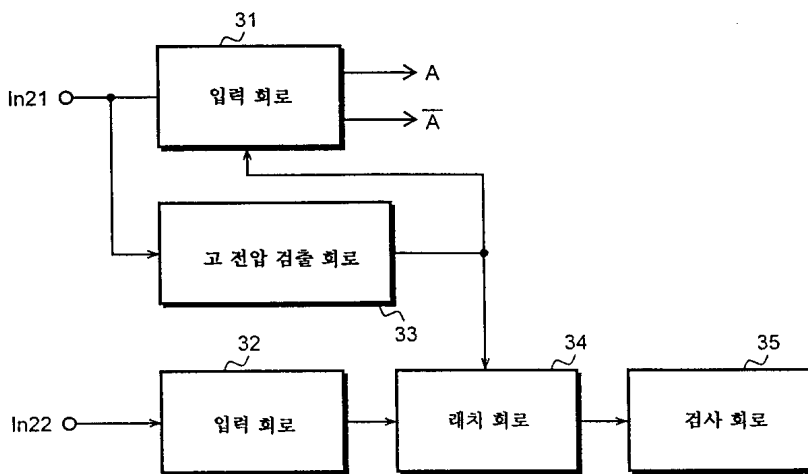 31
In21
입력 회로
A
A̅
고 전압 검출 회로
33
32
34
35
In22
입력 회로
래치 회로
검사 회로